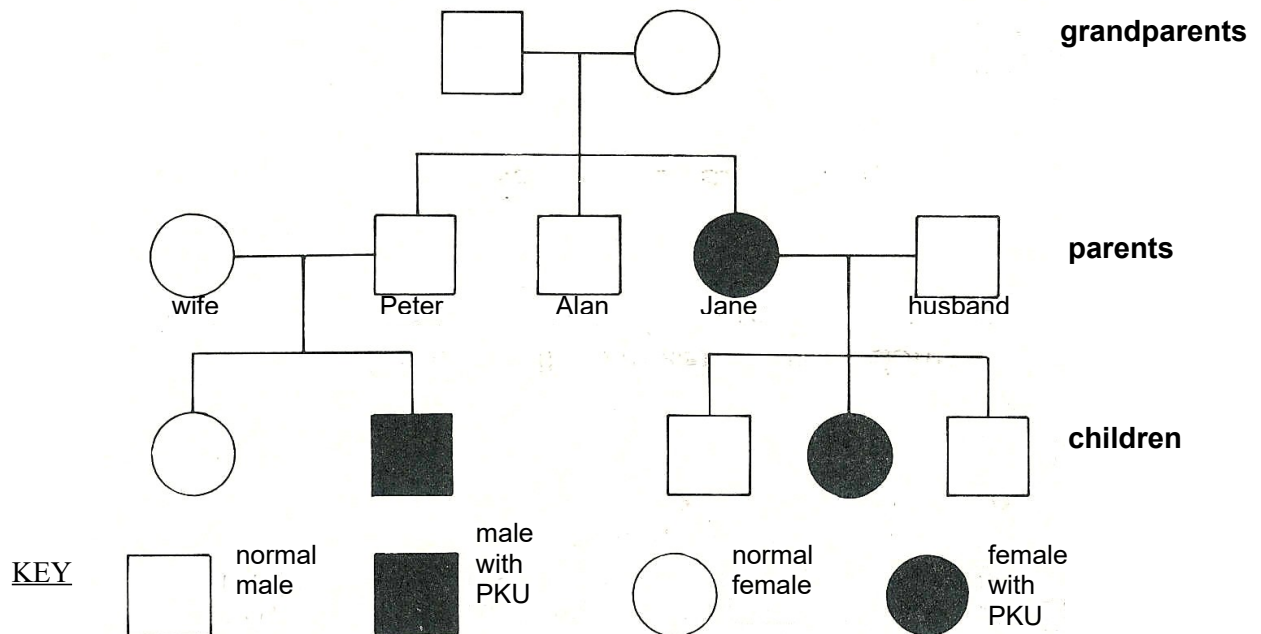 grandparents
parents
wife Peter Alan Jane husband
children
KEY
normal
male
male
with
PKU
normal
female
female
with
PKU